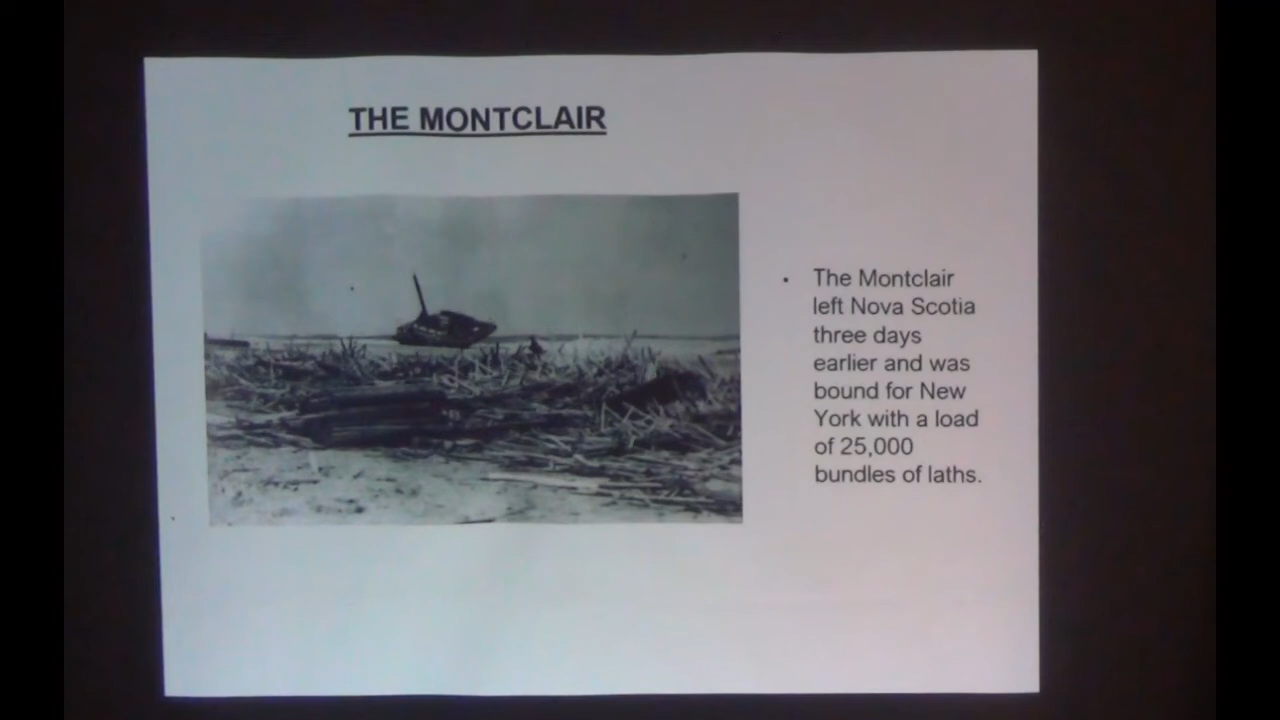 THE MONTCLAIR
• The Montclair
left Nova Scotia
three days
earlier and was
bound for New
York with a load
of 25,000
bundles of laths.